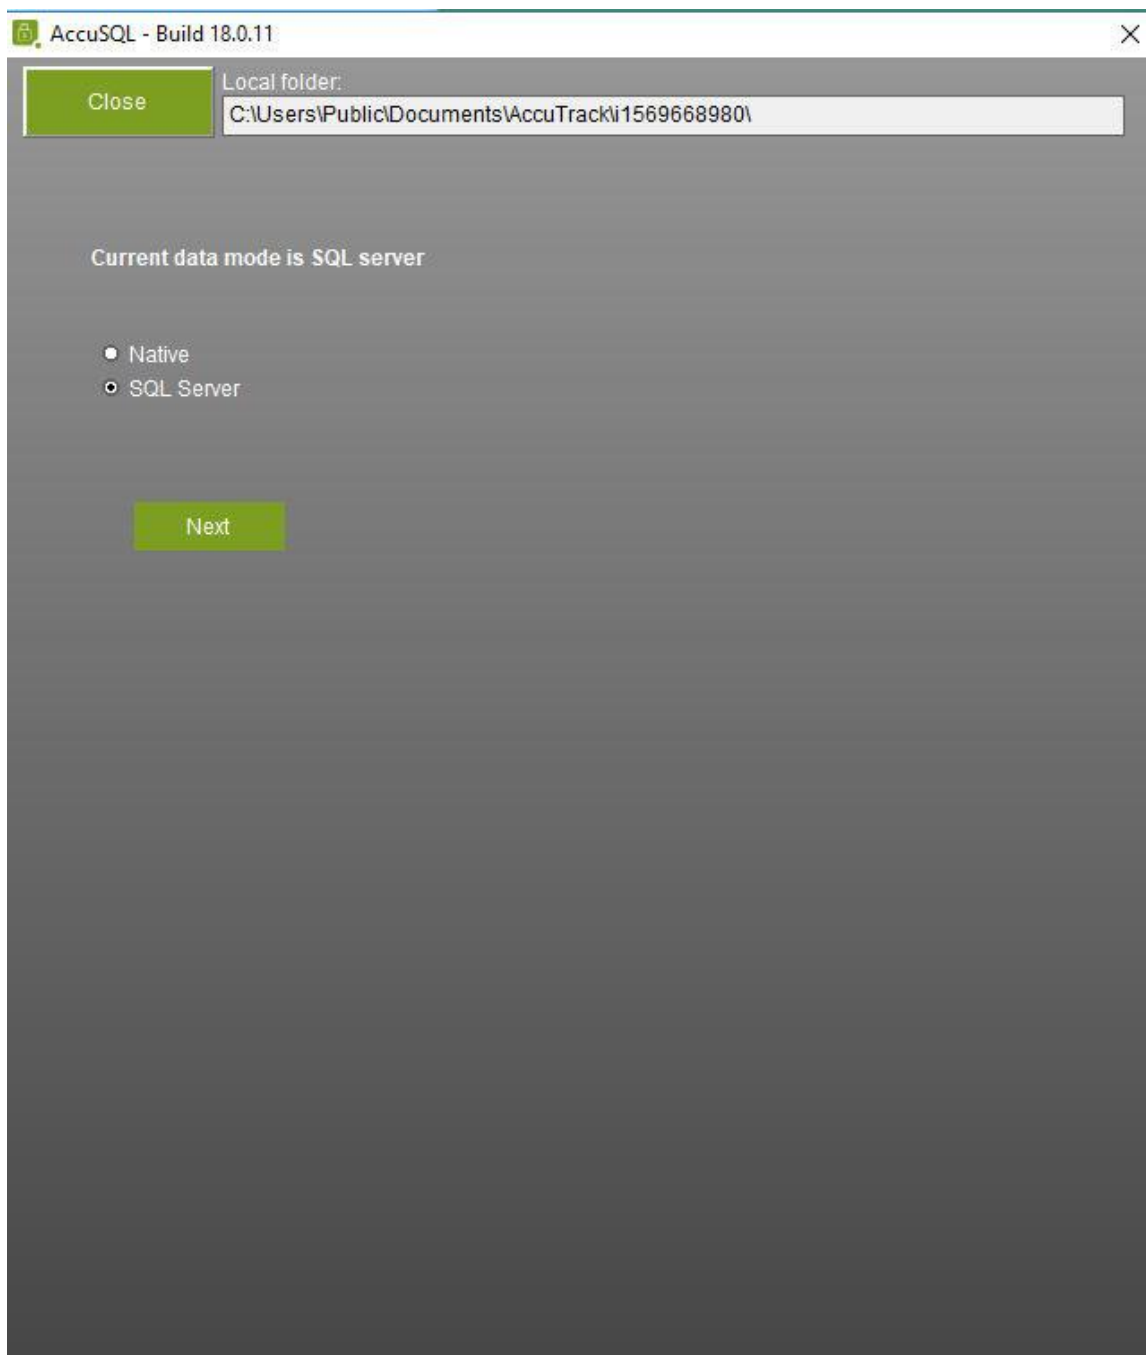 AccuSQL - Build 18.0.11
Close
Local folder:
C:\Users\Public\Documents\AccuTrack\i1569668980\
Current data mode is SQL server
Native
SQL Server
Next